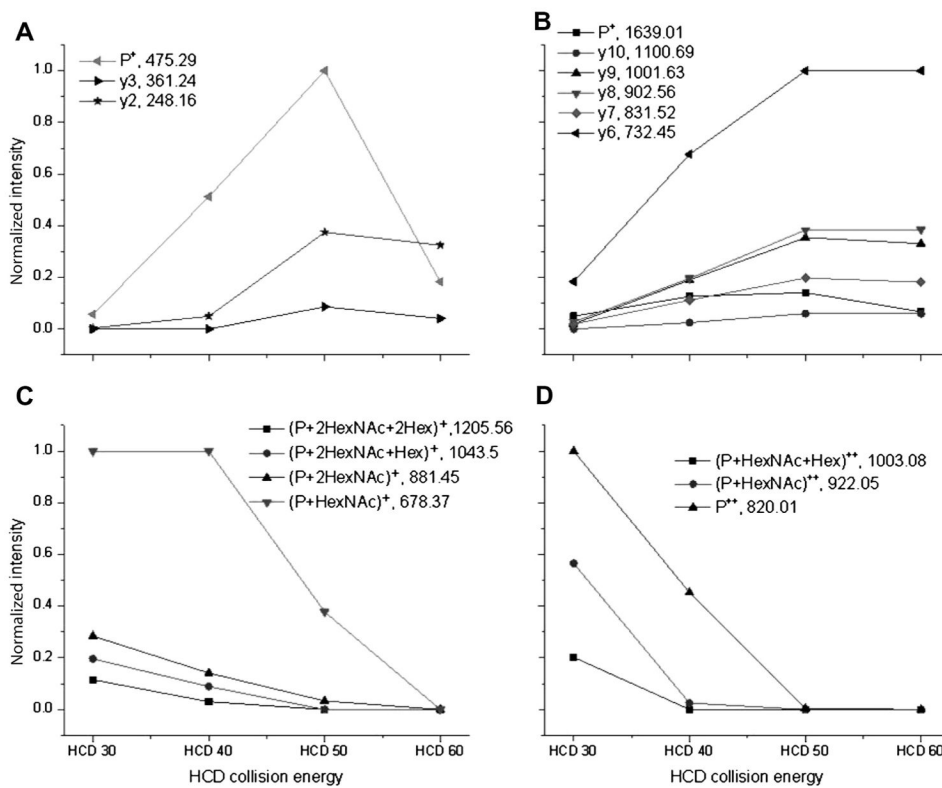 A
P+, 475.29
y3, 361.24
y2, 248.16
Normalized intensity
1.0
0.8
0.6
0.4
0.2
0.0
B
P+, 1639.01
y10, 1100.69
y9, 1001.63
y8, 902.56
y7, 831.52
y6, 732.45
C
(P+2HexNAc+2Hex)+,1205.56
(P+2HexNAc+Hex)+, 1043.5
(P+2HexNAc)+, 881.45
(P+HexNAc)+, 678.37
Normalized intensity
1.0
0.8
0.6
0.4
0.2
0.0
HCD 30 HCD 40 HCD 50 HCD 60
HCD collision energy
D
(P+HexNAc+Hex)++, 1003.08
(P+HexNAc)++, 922.05
P++, 820.01
HCD 30 HCD 40 HCD 50 HCD 60
HCD collision energy